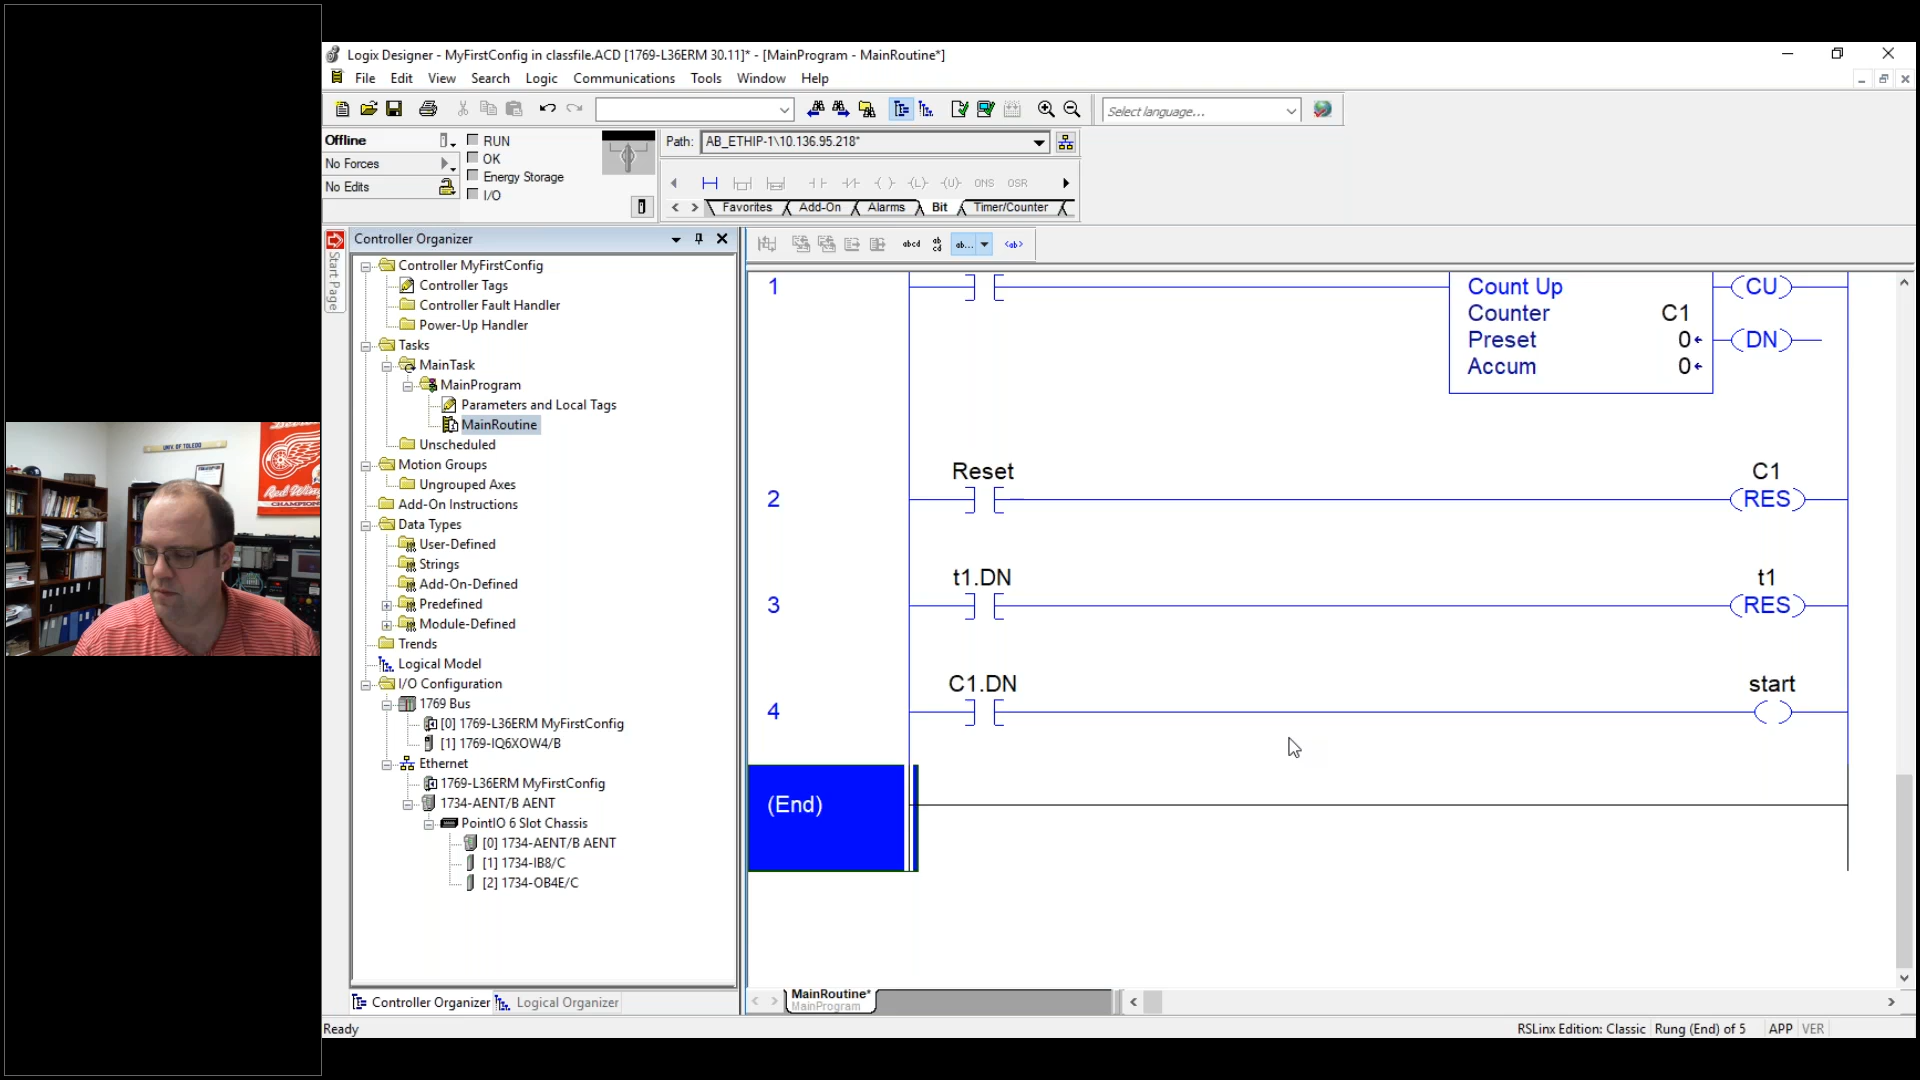 Logix Designer - MyFirstConfig in classfile.ACD [1769-L36ERM 30.11]* - [MainProgram - MainRoutine*]
File Edit View Search Logic Communications Tools Window Help
Select language...
Offline
No Forces
No Edits
RUN
OK
Energy Storage
I/O
Path: AB_ETHIP-1\10.136.95.218*
ONS OSR
Favorites Add-On Alarms Bit Timer/Counter
Start Page
Controller Organizer
Controller MyFirstConfig
Controller Tags
Controller Fault Handler
Power-Up Handler
Tasks
MainTask
MainProgram
Parameters and Local Tags
MainRoutine
Unscheduled
Motion Groups
Ungrouped Axes
Add-On Instructions
Data Types
User-Defined
Strings
Add-On-Defined
Predefined
Module-Defined
Trends
Logical Model
I/O Configuration
1769 Bus
[0] 1769-L36ERM MyFirstConfig
[1] 1769-IQ6XOW4/B
Ethernet
1769-L36ERM MyFirstConfig
1734-AENT/B AENT
PointIO 6 Slot Chassis
[0] 1734-AENT/B AENT
[1] 1734-IB8/C
[2] 1734-OB4E/C
Controller Organizer Logical Organizer
1
Count Up
Counter C1
Preset 0
Accum 0
CU
DN
Reset C1
2 RES
t1.DN t1
3 RES
C1.DN start
4
(End)
MainRoutine*
MainProgram
Ready
RSLinx Edition: Classic Rung (End) of 5 APP VER
UNIV. OF TOLEDO
Red Wings
CHAMPIONS